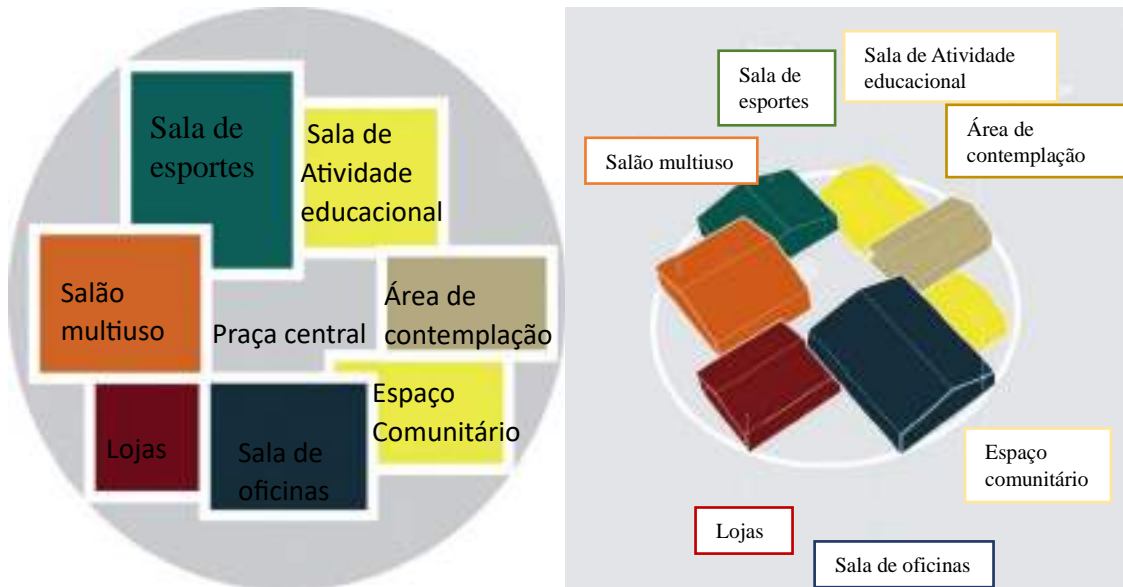 Sala de
esportes
Sala de
Atividade
educacional
Salão
multiuso
Praça central
Área de
contemplação
Lojas
Sala de
oficinas
Espaço
Comunitário
Sala de
esportes
Sala de Atividade
educacional
Salão multiuso
Área de
contemplação
Espaço
comunitário
Lojas
Sala de oficinas